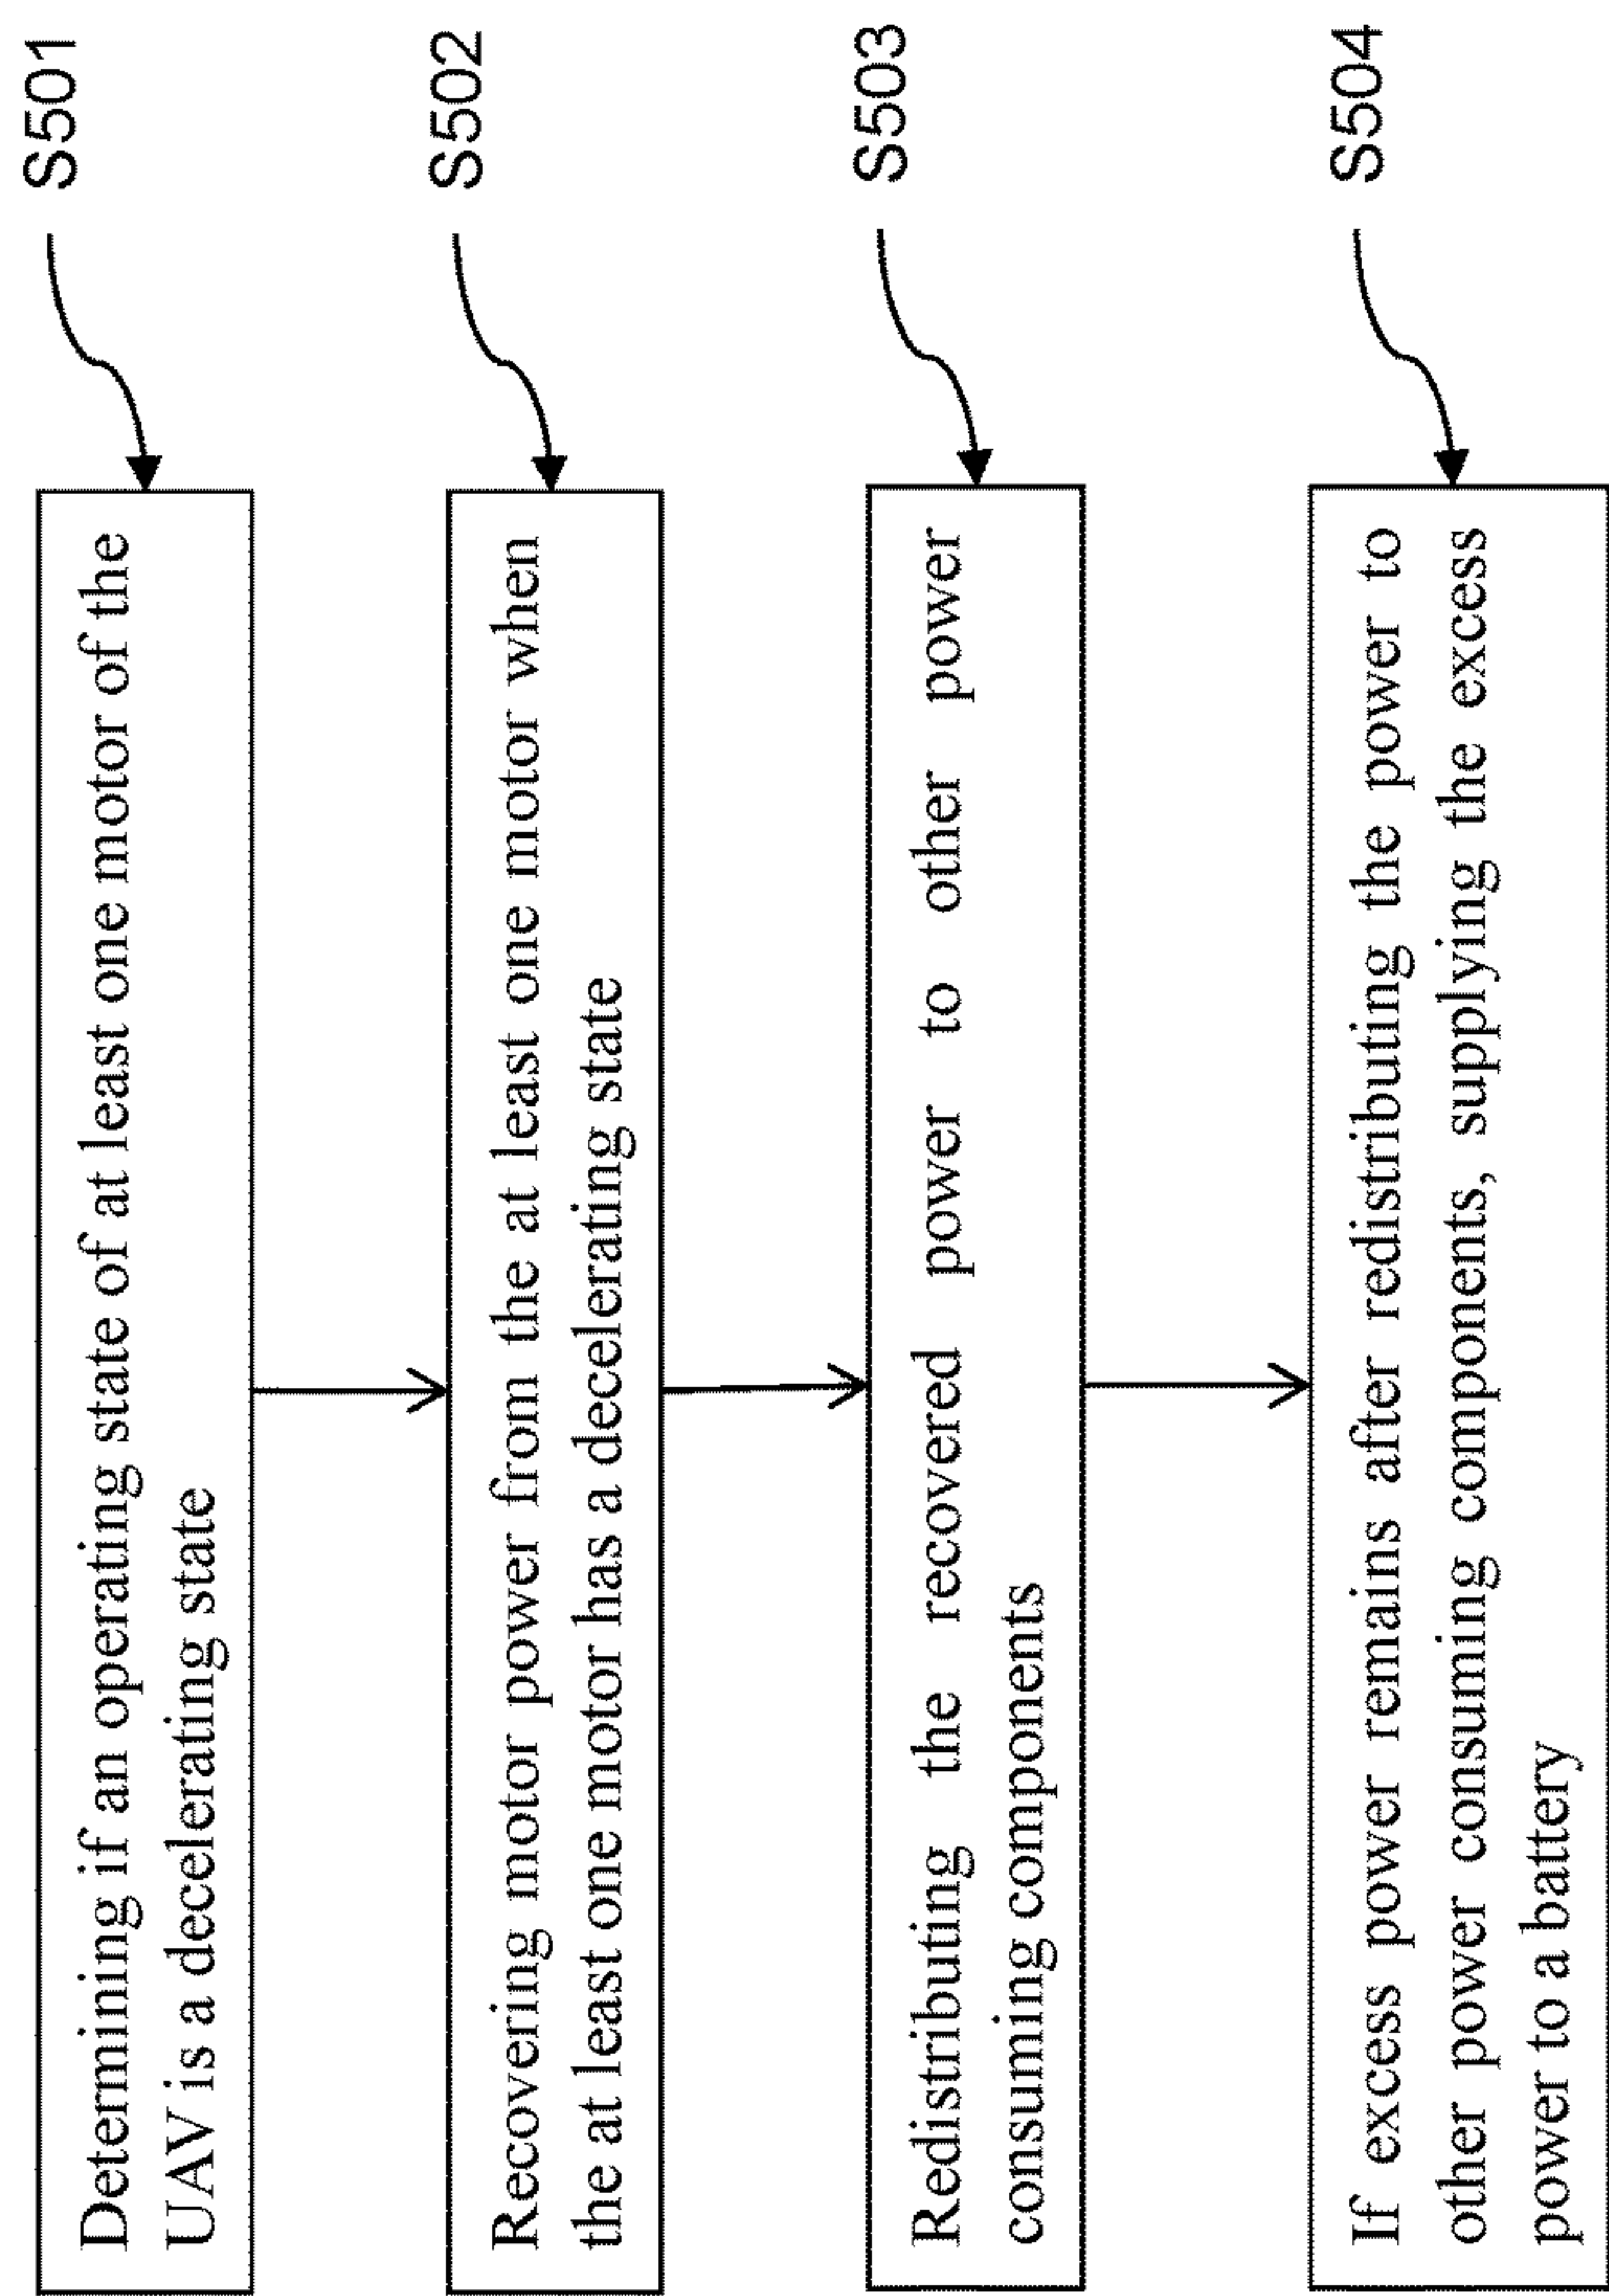 Determining if an operating state of at least one motor of the
UAV is a decelerating state
S501
Recovering motor power from the at least one motor when
the at least one motor has a decelerating state
S502
Redistributing the recovered power to other power
consuming components
S503
If excess power remains after redistributing the power to
other power consuming components, supplying the excess
power to a battery
S504